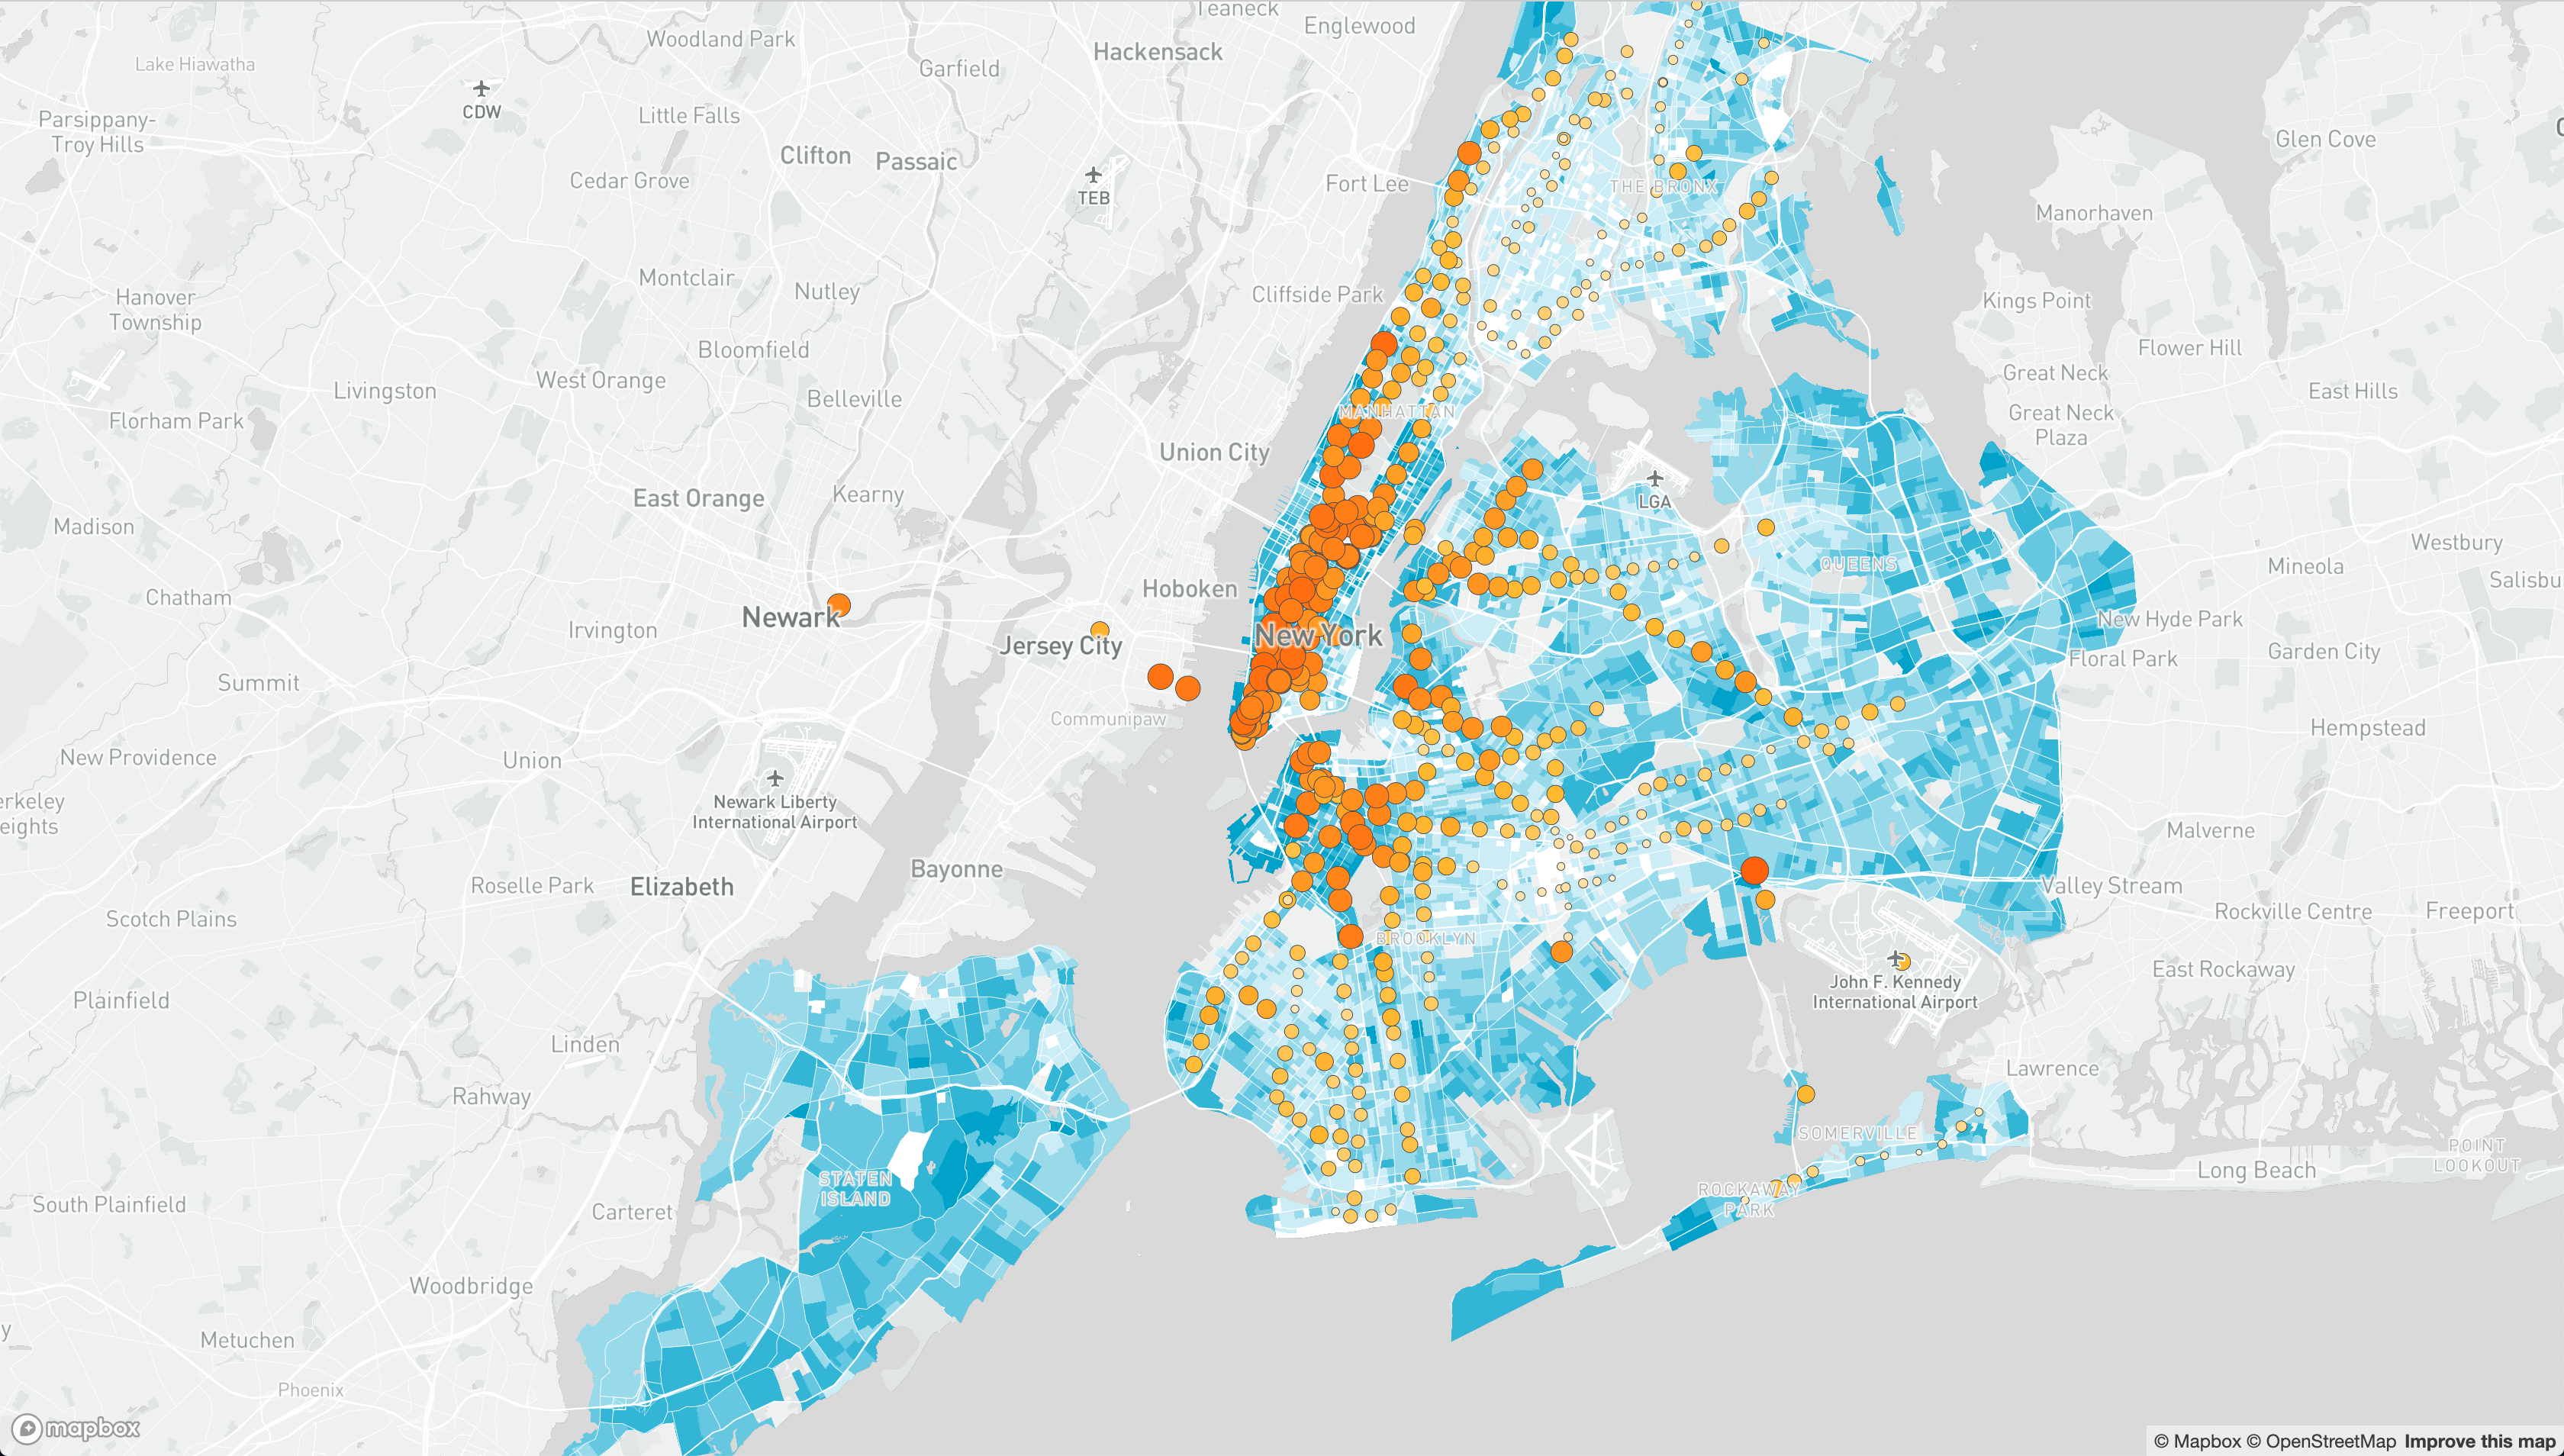 Teaneck
Woodland Park
Englewood
Hackensack
Lake Hiawatha
Garfield
CDW
Little Falls
Parsippany-
Troy Hills
Glen Cove
Clifton
Passaic
Cedar Grove
TEB
Fort Lee
THE BRONX
Manorhaven
Montclair
Nutley
Cliffside Park
Hanover
Township
Kings Point
Bloomfield
Flower Hill
West Orange
Livingston
Great Neck
East Hills
Belleville
Florham Park
MANHATTAN
Great Neck
Plaza
Union City
East Orange
Kearny
LGA
Madison
Westbury
QUEENS
Mineola
Salisbu
Hoboken
Chatham
Newark
Irvington
New York
New Hyde Park
Jersey City
Garden City
Floral Park
Summit
Communipaw
Hempstead
New Providence
Union
erkeley
eights
Newark Liberty
International Airport
Malverne
Bayonne
Roselle Park
Elizabeth
Valley Stream
Scotch Plains
Rockville Centre
Freeport
BROOKLYN
East Rockaway
John F. Kennedy
International Airport
Plainfield
Linden
Lawrence
Rahway
SOMERVILLE
POINT
LOOKOUT
Long Beach
STATEN
ISLAND
ROCKAWAY
PARK
South Plainfield
Carteret
Woodbridge
y
Metuchen
Phoenix
mapbox
© Mapbox © OpenStreetMap Improve this map